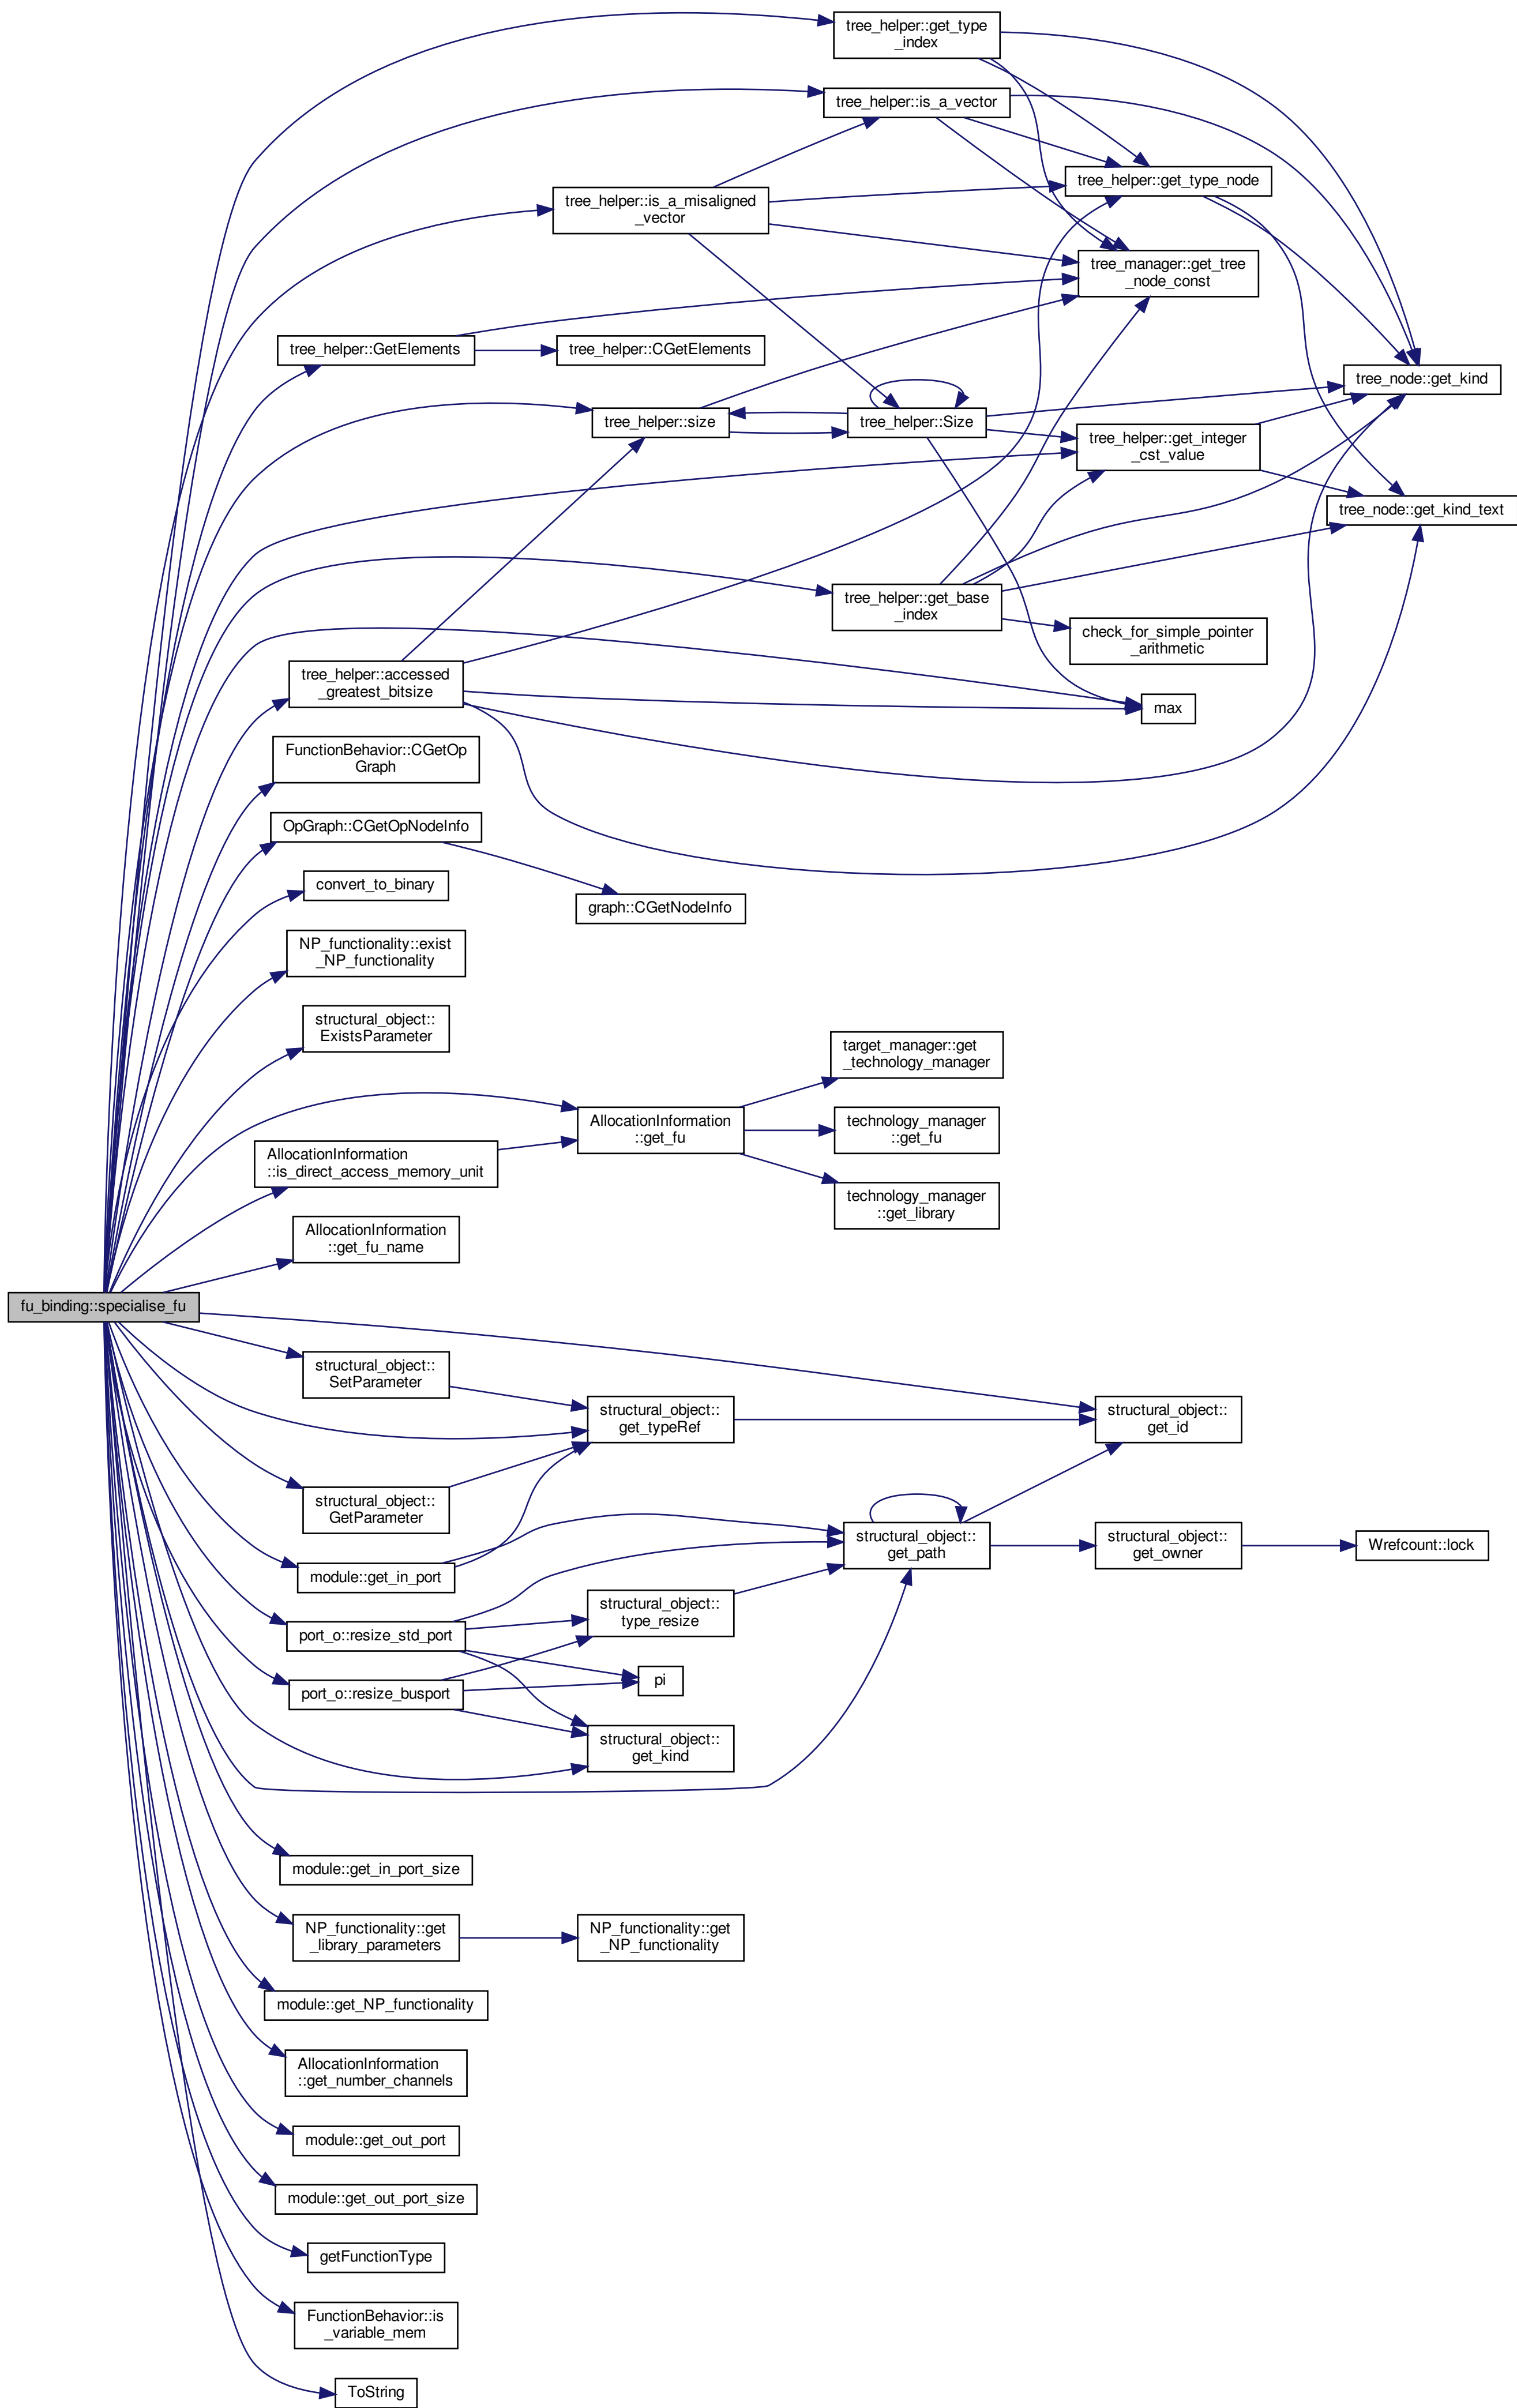 tree_helper::get_type
_index
tree_helper::is_a_vector
tree_helper::get_type_node
tree_helper::is_a_misaligned
_vector
tree_manager::get_tree
_node_const
tree_helper::GetElements
tree_helper::CGetElements
tree_node::get_kind
tree_helper::size
tree_helper::Size
tree_helper::get_integer
_cst_value
tree_node::get_kind_text
tree_helper::get_base
_index
check_for_simple_pointer
_arithmetic
tree_helper::accessed
_greatest_bitsize
max
FunctionBehavior::CGetOp
Graph
OpGraph::CGetOpNodeInfo
convert_to_binary
graph::CGetNodeInfo
NP_functionality::exist
_NP_functionality
structural_object::
ExistsParameter
target_manager::get
_technology_manager
AllocationInformation
::get_fu
technology_manager
::get_fu
AllocationInformation
::is_direct_access_memory_unit
technology_manager
::get_library
AllocationInformation
::get_fu_name
fu_binding::specialise_fu
structural_object::
SetParameter
structural_object::
get_typeRef
structural_object::
get_id
structural_object::
GetParameter
structural_object::
get_path
structural_object::
get_owner
Wrefcount::lock
module::get_in_port
structural_object::
type_resize
port_o::resize_std_port
pi
port_o::resize_busport
structural_object::
get_kind
module::get_in_port_size
NP_functionality::get
_library_parameters
NP_functionality::get
_NP_functionality
module::get_NP_functionality
AllocationInformation
::get_number_channels
module::get_out_port
module::get_out_port_size
getFunctionType
FunctionBehavior::is
_variable_mem
ToString